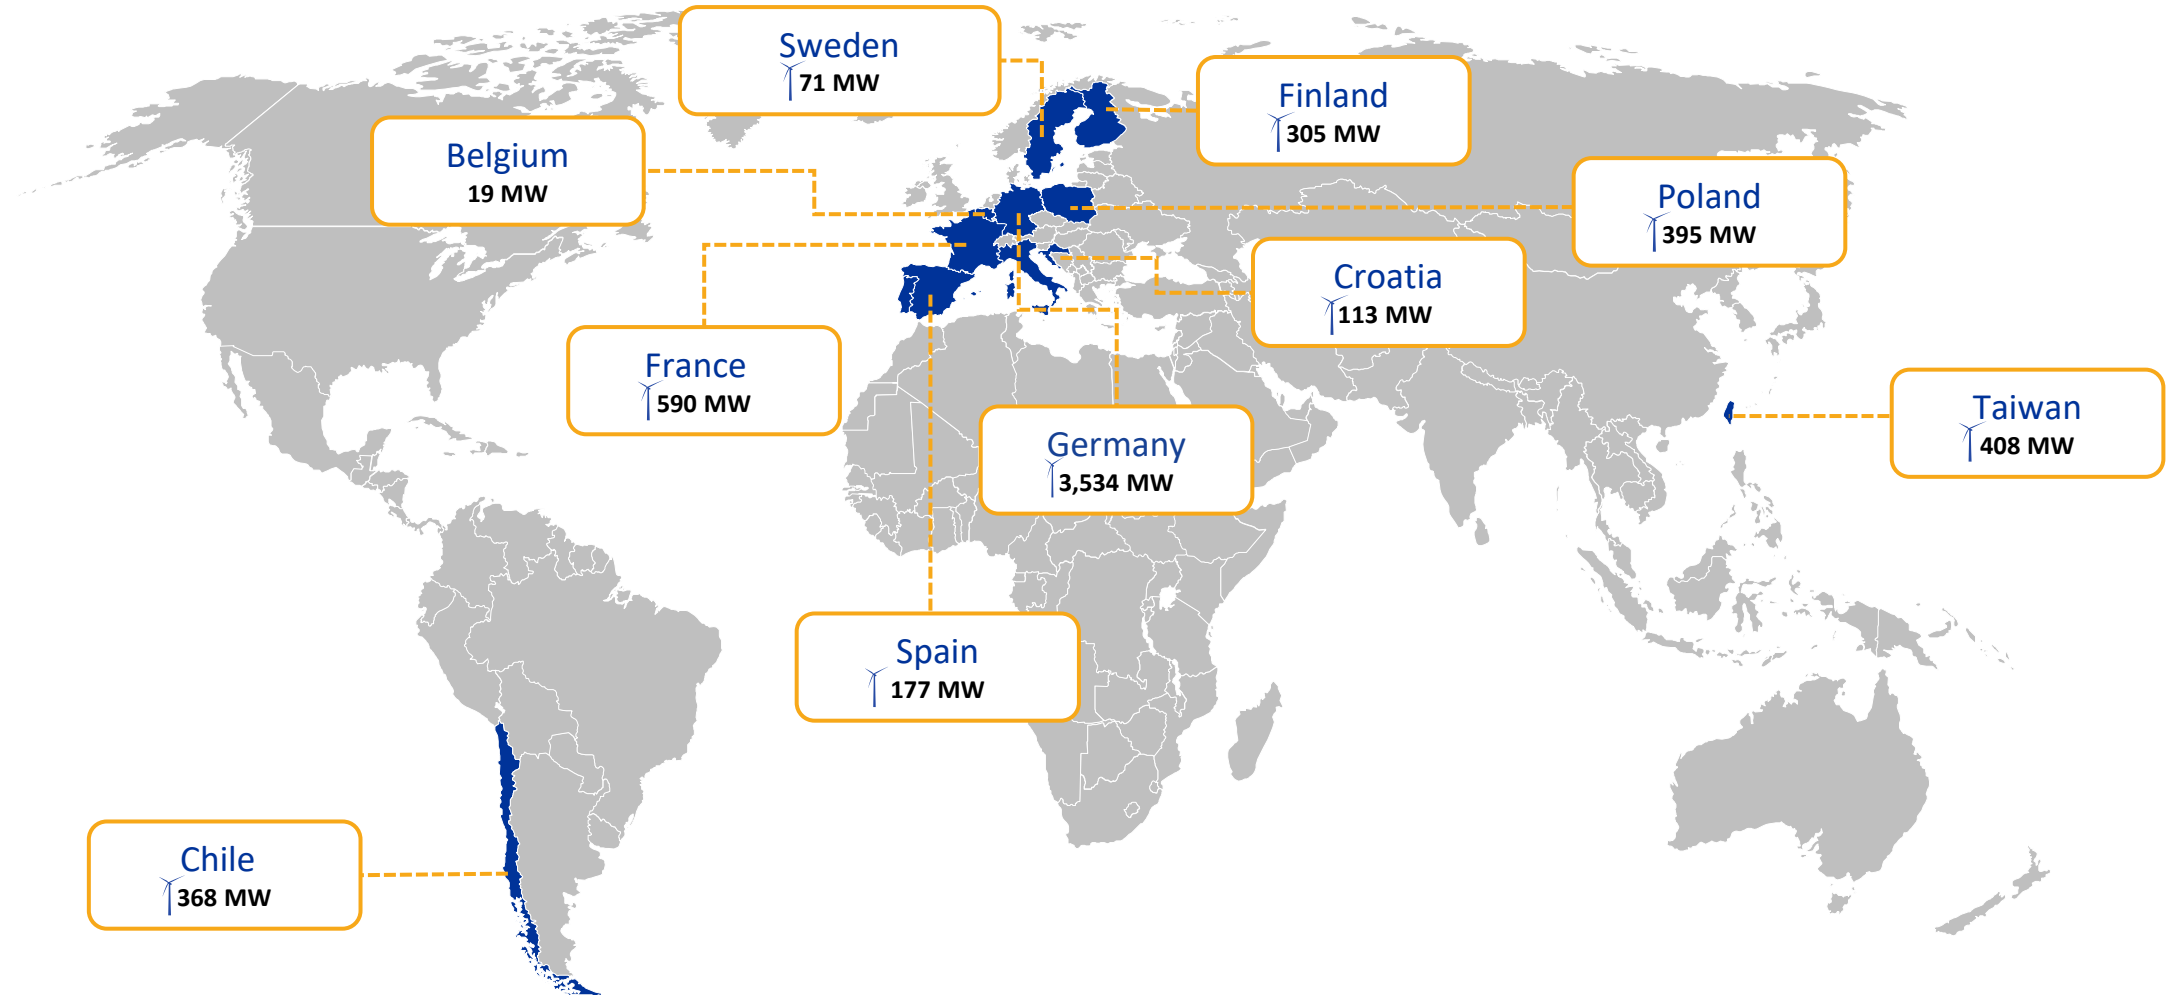 Sweden
71 MW
Finland
305 MW
Belgium
19 MW
Poland
395 MW
Croatia
113 MW
France
590 MW
Taiwan
408 MW
Germany
3,534 MW
Spain
177 MW
Chile
368 MW